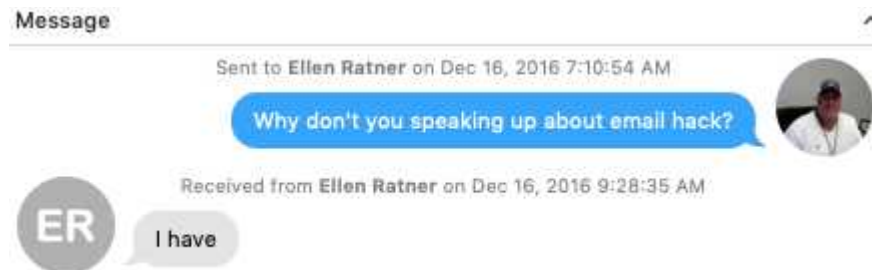 Message
Sent to Ellen Ratner on Dec 16, 2016 7:10:54 AM
Why don't you speaking up about email hack?
Received from Ellen Ratner on Dec 16, 2016 9:28:35 AM
ER
I have